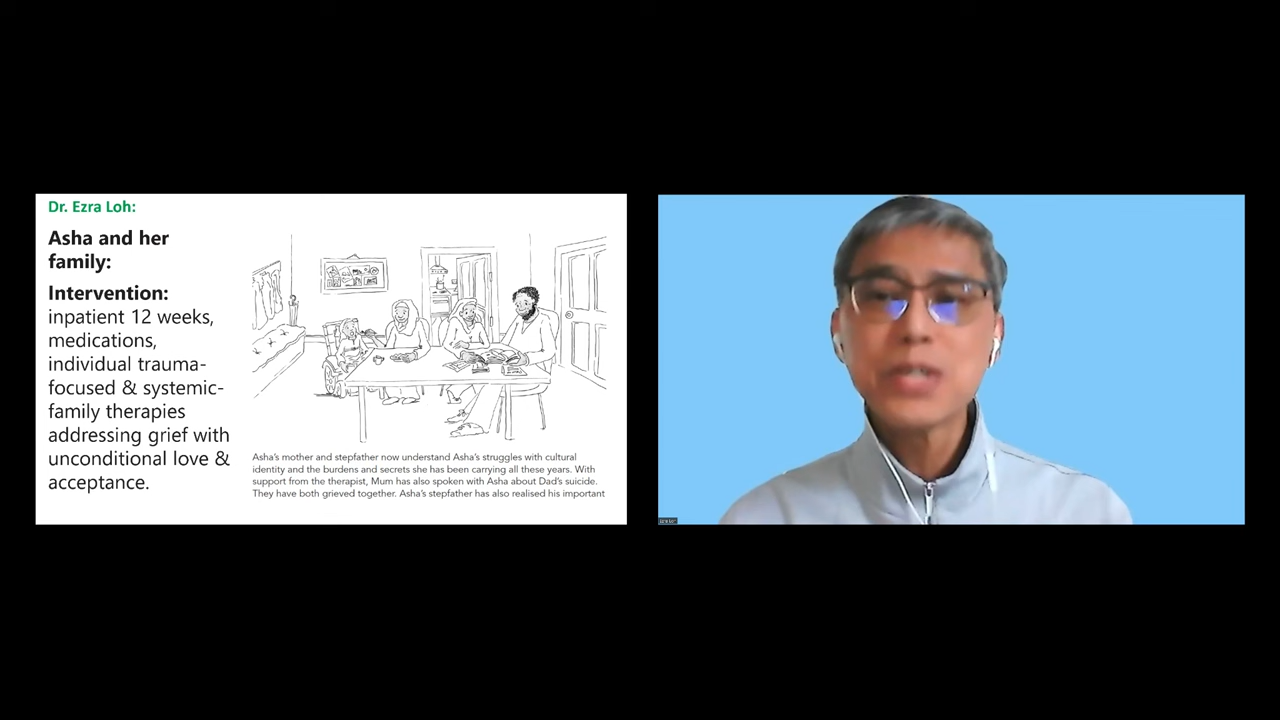 Dr. Ezra Loh:
Asha and her
family:
Intervention:
inpatient 12 weeks,
medications,
individual trauma-
focused & systemic-
family therapies
addressing grief with
unconditional love &
acceptance.
Asha's mother and stepfather now understand Asha's struggles with cultural
identity and the burdens and secrets she has been carrying all these years. With
support from the therapist, Mum has also spoken with Asha about Dad's suicide.
They have both grieved together. Asha's stepfather has also realised his important